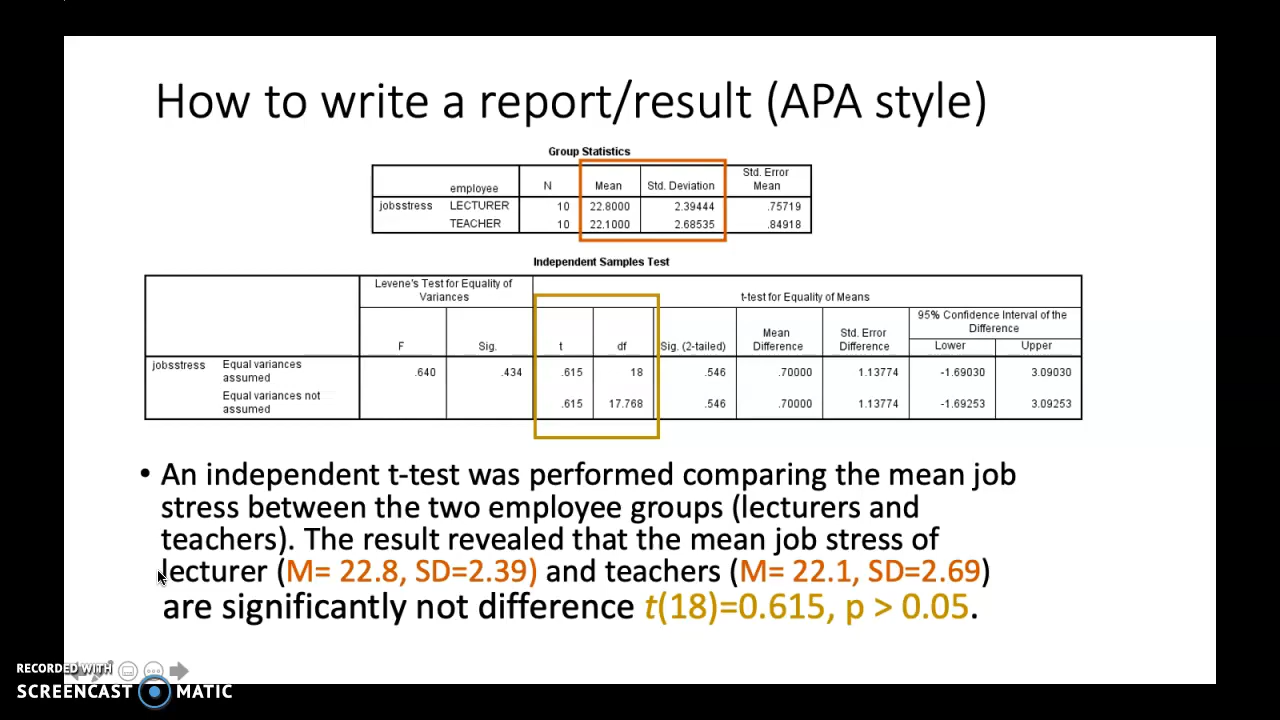 How to write a report/result (APA style)
Group Statistics
employee N Mean Std. Deviation Std. Error Mean
jobsstress LECTURER 10 22.8000 2.39444 .75719
TEACHER 10 22.1000 2.68535 .84918
Independent Samples Test
Levene's Test for Equality of Variances t-test for Equality of Means
95% Confidence Interval of the Difference
F Sig. t df Sig. (2-tailed) Mean Difference Std. Error Difference Lower Upper
jobsstress Equal variances assumed .640 .434 .615 18 .546 .70000 1.13774 -1.69030 3.09030
Equal variances not assumed .615 17.768 .546 .70000 1.13774 -1.69253 3.09253
• An independent t-test was performed comparing the mean job
stress between the two employee groups (lecturers and
teachers). The result revealed that the mean job stress of
lecturer (M= 22.8, SD=2.39) and teachers (M= 22.1, SD=2.69)
are significantly not difference t(18)=0.615, p > 0.05.
RECORDED WITH
SCREENCAST MATIC